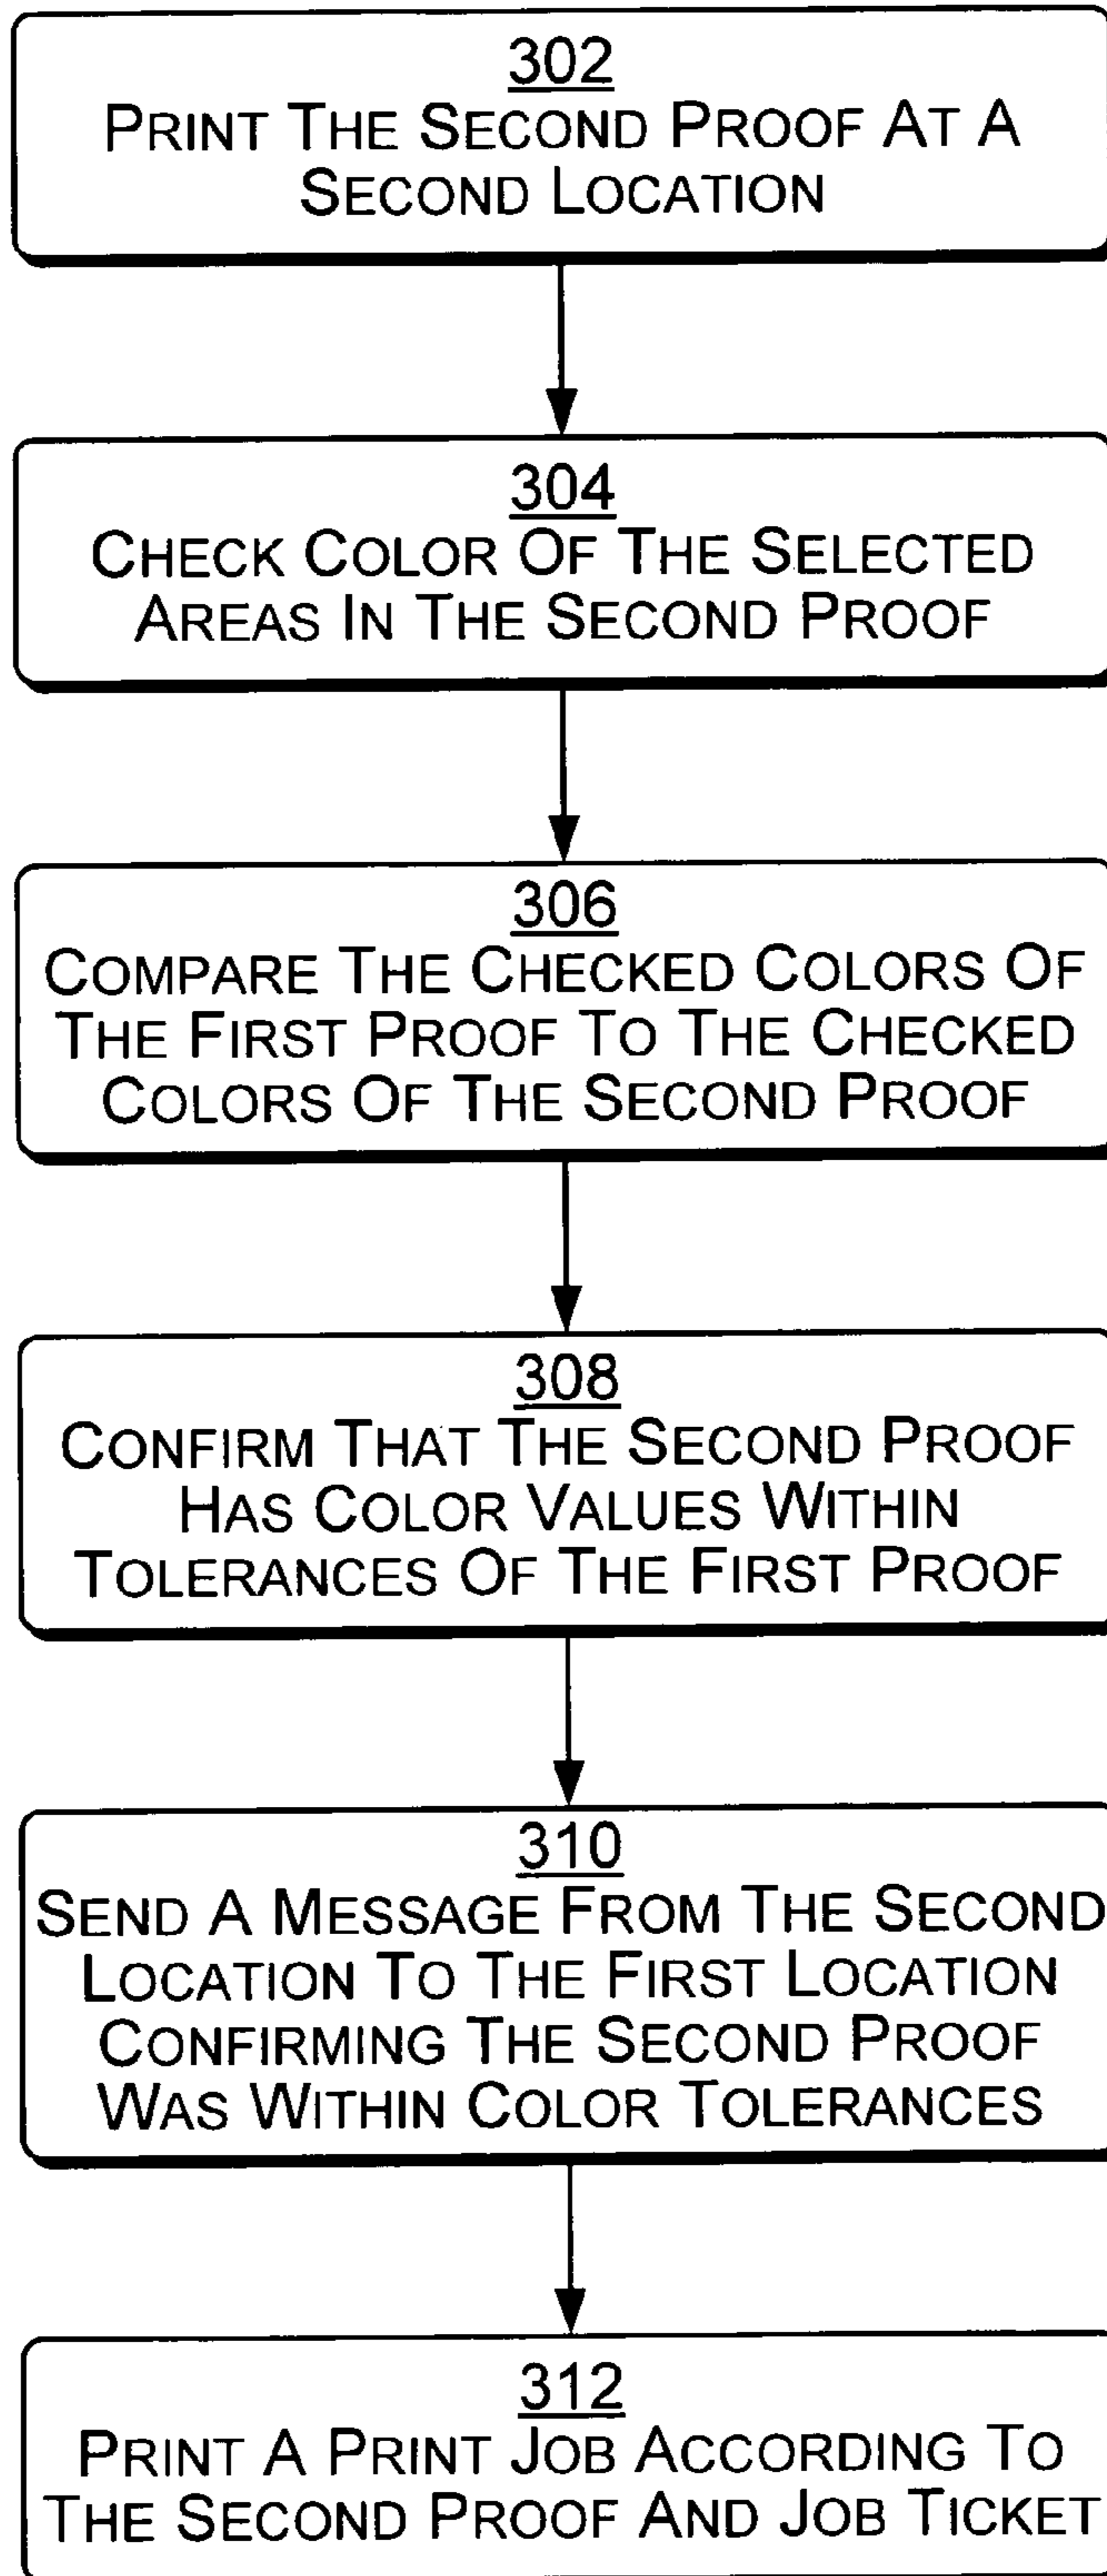 302
PRINT THE SECOND PROOF AT A
SECOND LOCATION
304
CHECK COLOR OF THE SELECTED
AREAS IN THE SECOND PROOF
306
COMPARE THE CHECKED COLORS OF
THE FIRST PROOF TO THE CHECKED
COLORS OF THE SECOND PROOF
308
CONFIRM THAT THE SECOND PROOF
HAS COLOR VALUES WITHIN
TOLERANCES OF THE FIRST PROOF
310
SEND A MESSAGE FROM THE SECOND
LOCATION TO THE FIRST LOCATION
CONFIRMING THE SECOND PROOF
WAS WITHIN COLOR TOLERANCES
312
PRINT A PRINT JOB ACCORDING TO
THE SECOND PROOF AND JOB TICKET